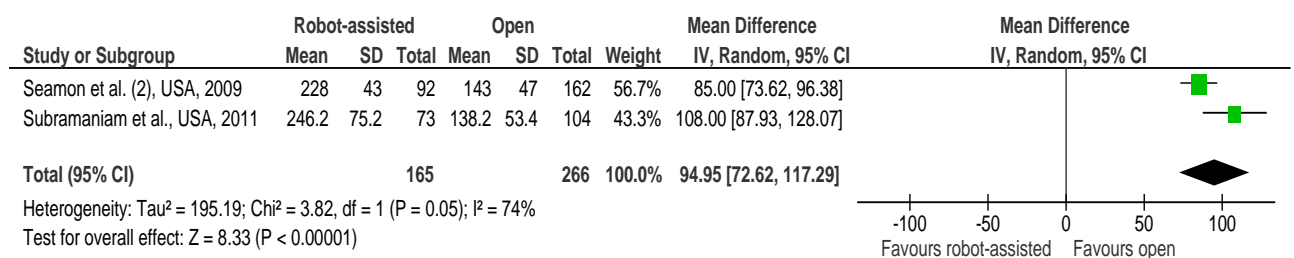 Robot-assisted Open Mean Difference Mean Difference
Study or Subgroup Mean SD Total Mean SD Total Weight IV, Random, 95% CI IV, Random, 95% CI
Seamon et al. (2), USA, 2009 228 43 92 143 47 162 56.7% 85.00 [73.62, 96.38]
Subramaniam et al., USA, 2011 246.2 75.2 73 138.2 53.4 104 43.3% 108.00 [87.93, 128.07]
Total (95% CI) 165 266 100.0% 94.95 [72.62, 117.29]
Heterogeneity: Tau² = 195.19; Chi² = 3.82, df = 1 (P = 0.05); I² = 74%
Test for overall effect: Z = 8.33 (P < 0.00001)
-100 -50 0 50 100
Favours robot-assisted Favours open